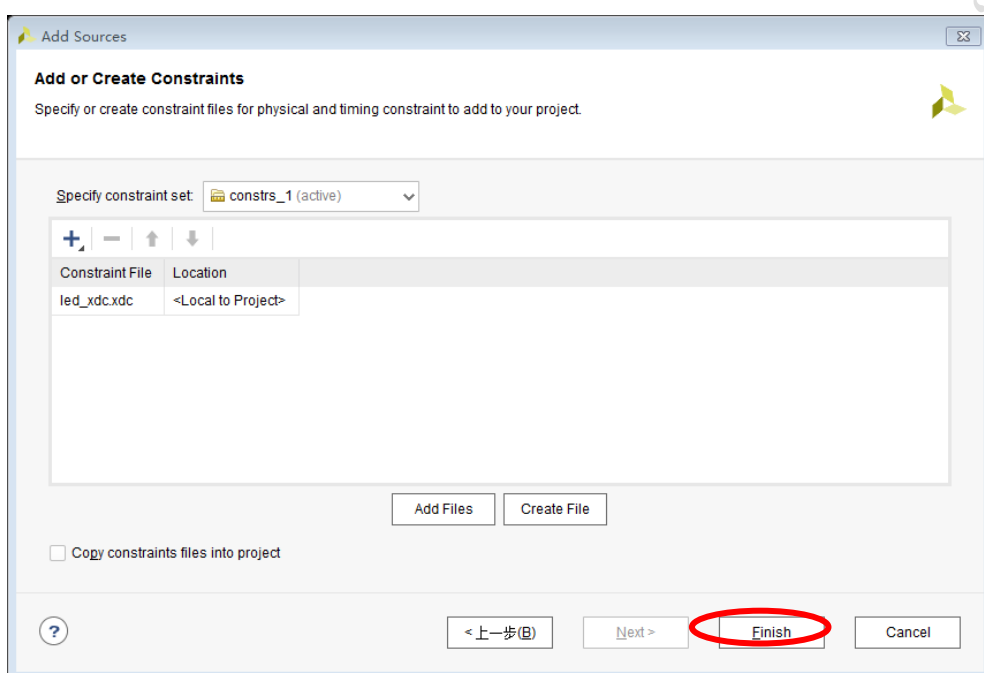 Add Sources
Add or Create Constraints
Specify or create constraint files for physical and timing constraint to add to your project.
Specify constraint set: constrs_1 (active)
Constraint File Location
led_xdc.xdc <Local to Project>
Add Files Create File
Copy constraints files into project
? <上一步(B) Next > Finish Cancel